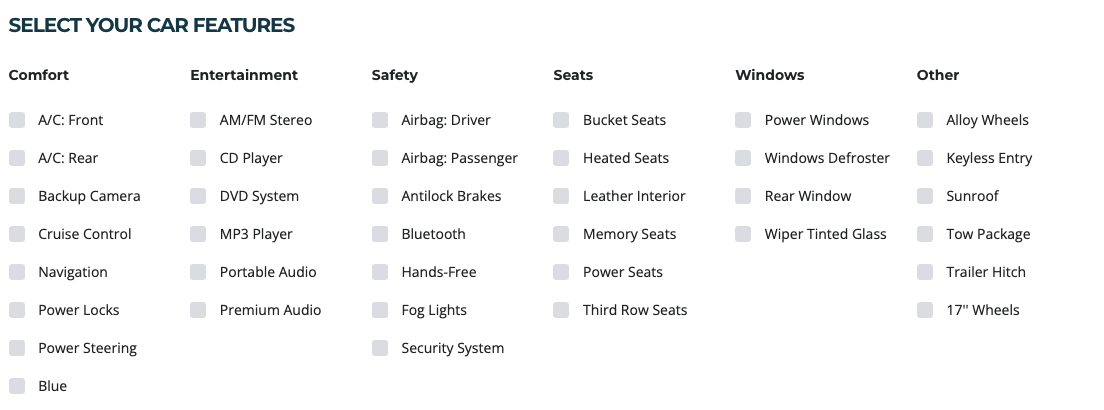 SELECT YOUR CAR FEATURES
Comfort
A/C: Front
A/C: Rear
Backup Camera
Cruise Control
Navigation
Power Locks
Power Steering
Blue
Entertainment
AM/FM Stereo
CD Player
DVD System
MP3 Player
Portable Audio
Premium Audio
Safety
Airbag: Driver
Airbag: Passenger
Antilock Brakes
Bluetooth
Hands-Free
Fog Lights
Security System
Seats
Bucket Seats
Heated Seats
Leather Interior
Memory Seats
Power Seats
Third Row Seats
Windows
Power Windows
Windows Defroster
Rear Window
Wiper Tinted Glass
Other
Alloy Wheels
Keyless Entry
Sunroof
Tow Package
Trailer Hitch
17'' Wheels